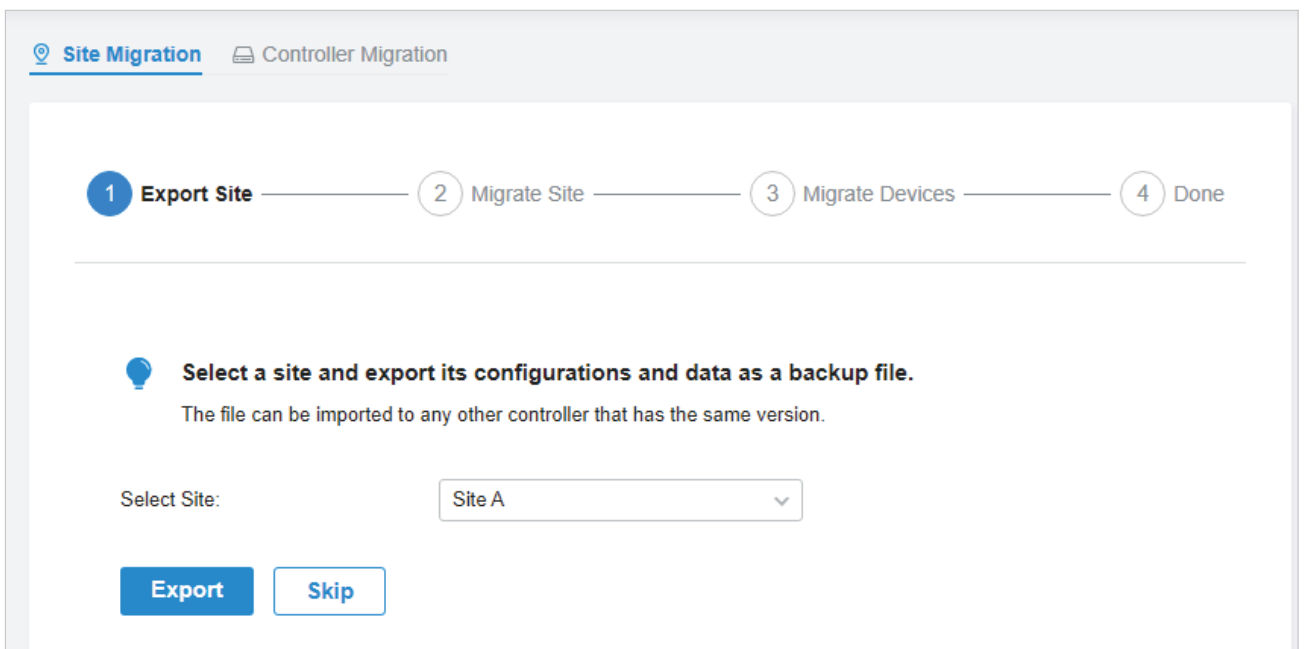 Site Migration Controller Migration
1 Export Site 2 Migrate Site 3 Migrate Devices 4 Done
Select a site and export its configurations and data as a backup file.
The file can be imported to any other controller that has the same version.
Select Site: Site A
Export Skip